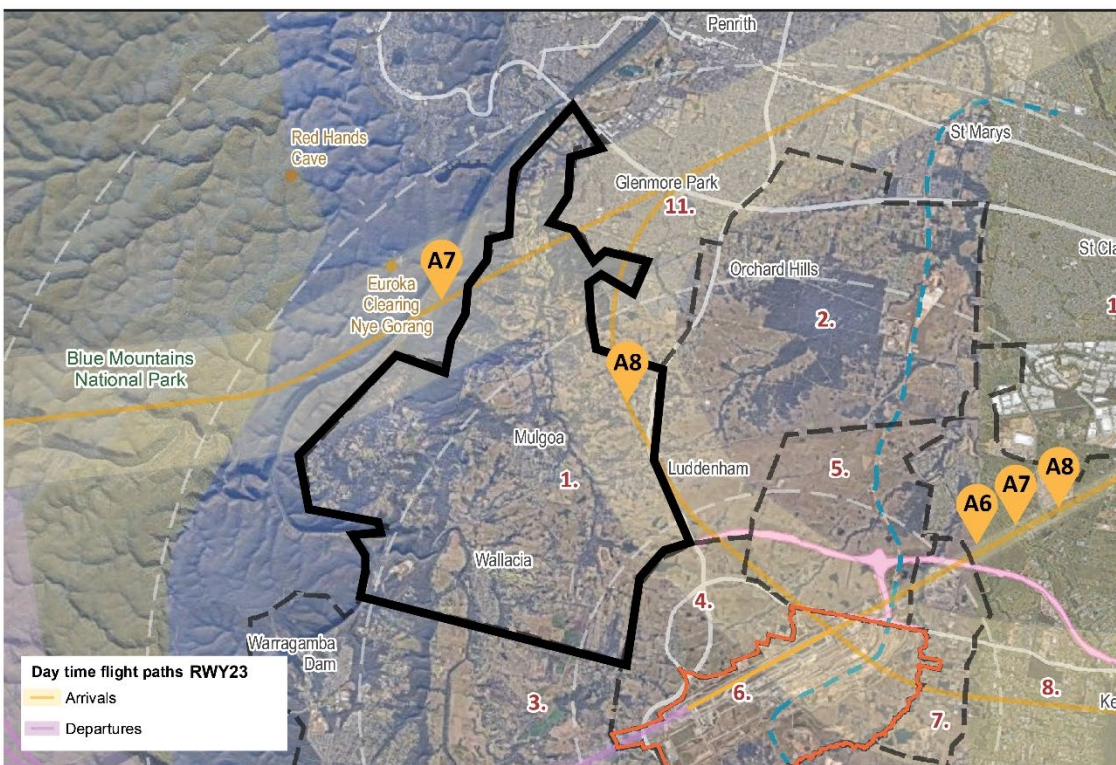 Penrith
Red Hands
Cave
St Marys
Glenmore Park
11.
St Cla
A7
Orchard Hills
Euroka
Clearing
Nye Gorang
2.
1
Blue Mountains
National Park
A8
Mulgoa
Luddenham
1.
5.
A6
A7
A8
Wallacia
4.
Warragamba
Dam
Day time flight paths RWY23
Arrivals
Departures
3.
6.
7.
8.
Ke